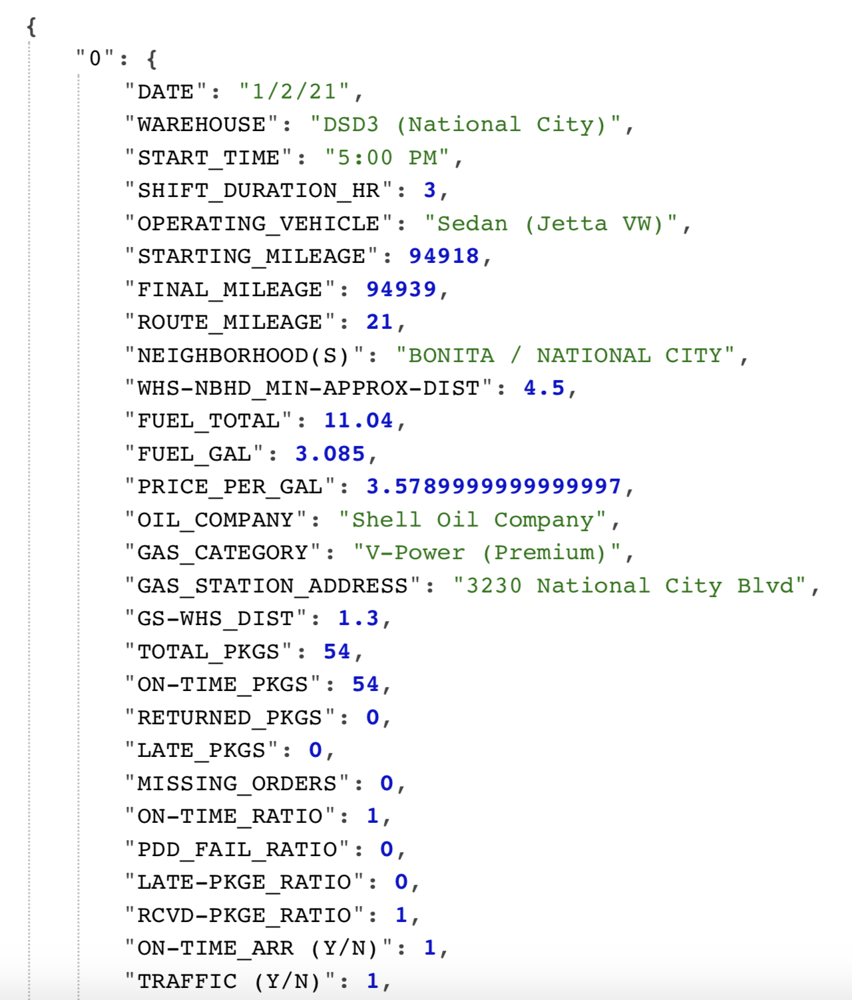 {
"0": {
"DATE": "1/2/21",
"WAREHOUSE": "DSD3 (National City)",
"START_TIME": "5:00 PM",
"SHIFT_DURATION_HR": 3,
"OPERATING_VEHICLE": "Sedan (Jetta VW)",
"STARTING_MILEAGE": 94918,
"FINAL_MILEAGE": 94939,
"ROUTE_MILEAGE": 21,
"NEIGHBORHOOD(S)": "BONITA / NATIONAL CITY",
"WHS-NBHD_MIN-APPROX-DIST": 4.5,
"FUEL_TOTAL": 11.04,
"FUEL_GAL": 3.085,
"PRICE_PER_GAL": 3.5789999999999997,
"OIL_COMPANY": "Shell Oil Company",
"GAS_CATEGORY": "V-Power (Premium)",
"GAS_STATION_ADDRESS": "3230 National City Blvd",
"GS-WHS_DIST": 1.3,
"TOTAL_PKGS": 54,
"ON-TIME_PKGS": 54,
"RETURNED_PKGS": 0,
"LATE_PKGS": 0,
"MISSING_ORDERS": 0,
"ON-TIME_RATIO": 1,
"PDD_FAIL_RATIO": 0,
"LATE-PKGE_RATIO": 0,
"RCVD-PKGE_RATIO": 1,
"ON-TIME_ARR (Y/N)": 1,
"TRAFFIC (Y/N)": 1,